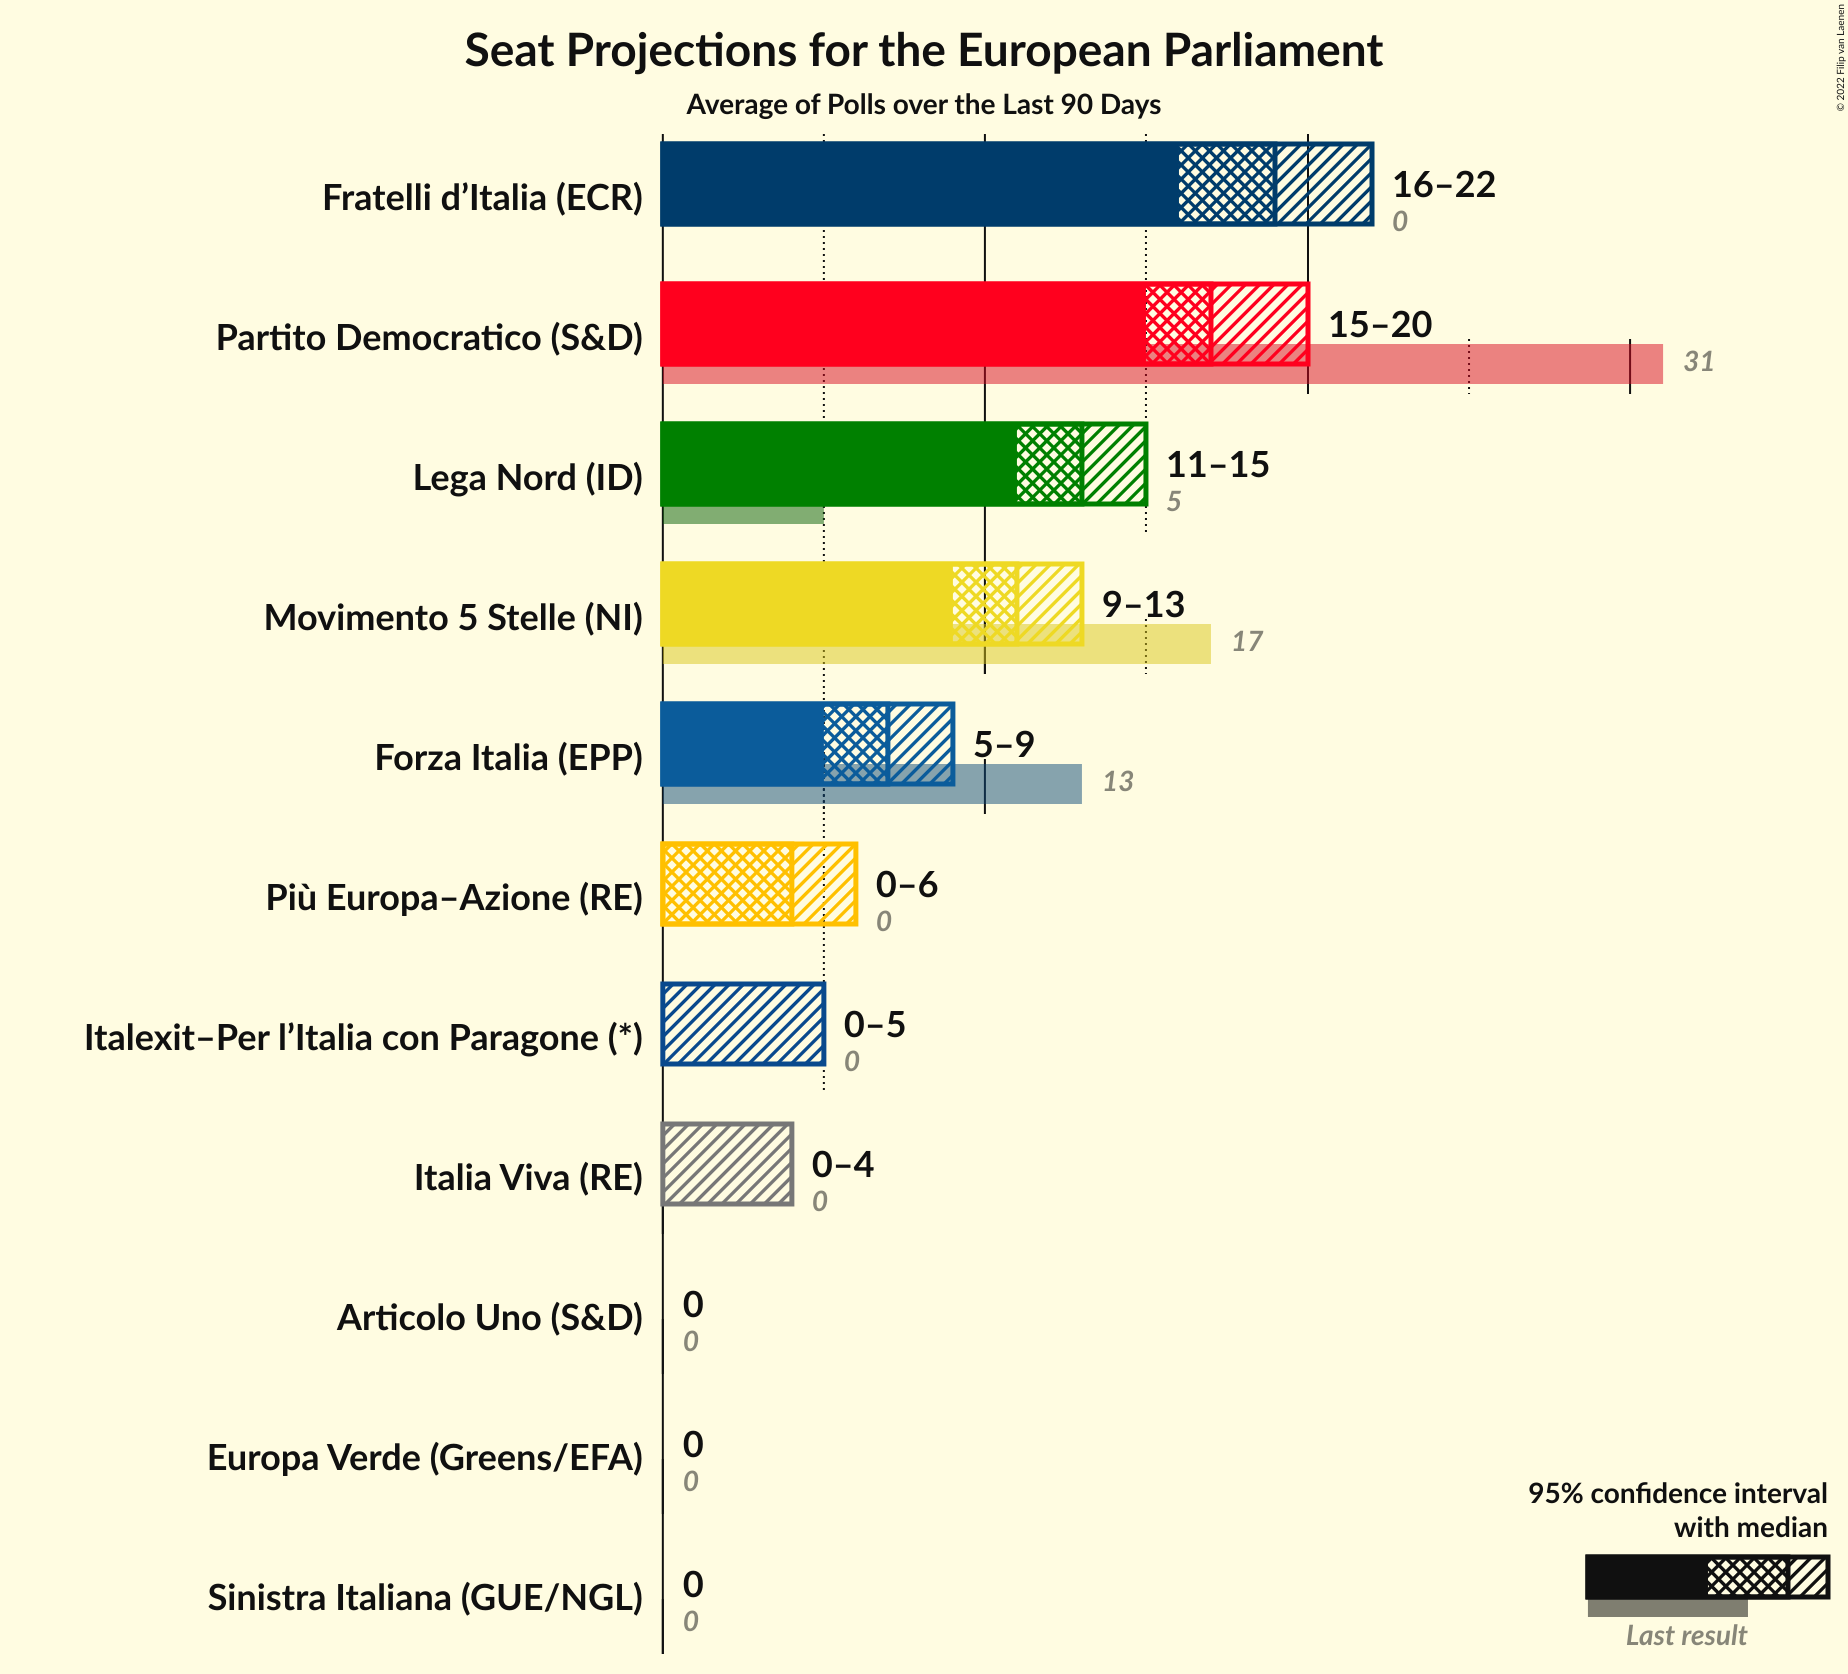 © 2022 Filip van Laenen
Seat Projections for the European Parliament
Average of Polls over the Last 90 Days
Fratelli d’Italia (ECR)
16–22
0
Partito Democratico (S&D)
15–20
31
Lega Nord (ID)
11–15
5
Movimento 5 Stelle (NI)
9–13
17
Forza Italia (EPP)
5–9
13
Più Europa–Azione (RE)
0–6
0
Italexit–Per l’Italia con Paragone (*)
0–5
0
Italia Viva (RE)
0–4
0
Articolo Uno (S&D)
0
0
Europa Verde (Greens/EFA)
0
0
Sinistra Italiana (GUE/NGL)
0
0
95% confidence interval
with median
Last result